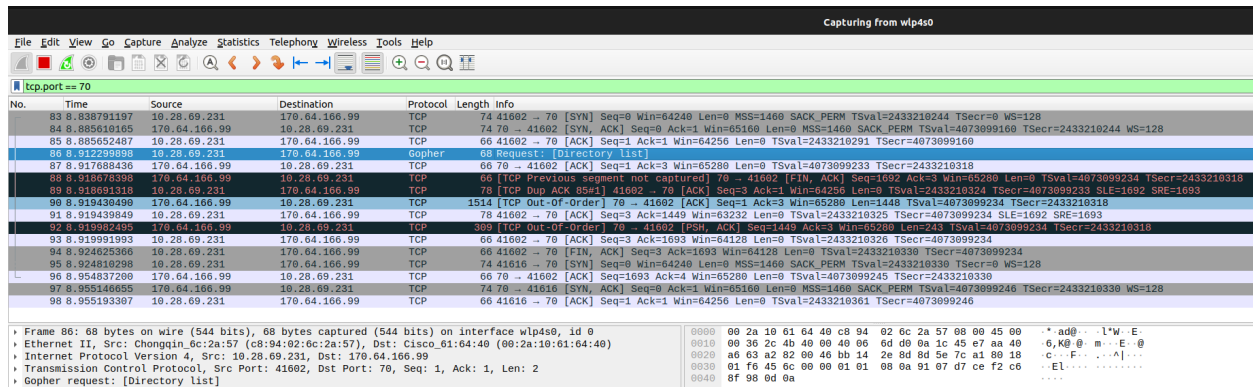 Capturing from wlp4s0
File Edit View Go Capture Analyze Statistics Telephony Wireless Tools Help
tcp.port == 70
No. Time Source Destination Protocol Length Info
83 8.838791197 10.28.69.231 170.64.166.99 TCP 74 41602 → 70 [SYN] Seq=0 Win=64240 Len=0 MSS=1460 SACK_PERM TSval=2433210244 TSecr=0 WS=128
84 8.885610165 170.64.166.99 10.28.69.231 TCP 74 70 → 41602 [SYN, ACK] Seq=0 Ack=1 Win=65160 Len=0 MSS=1460 SACK_PERM TSval=4073099160 TSecr=2433210244 WS=128
85 8.885652487 10.28.69.231 170.64.166.99 TCP 66 41602 → 70 [ACK] Seq=1 Ack=1 Win=64256 Len=0 TSval=2433210291 TSecr=4073099160
86 8.912299898 10.28.69.231 170.64.166.99 Gopher 68 Request: [Directory list]
87 8.917688436 170.64.166.99 10.28.69.231 TCP 66 70 → 41602 [ACK] Seq=1 Ack=3 Win=65280 Len=0 TSval=4073099233 TSecr=2433210318
88 8.918678398 170.64.166.99 10.28.69.231 TCP 66 [TCP Previous segment not captured] 70 → 41602 [FIN, ACK] Seq=1692 Ack=3 Win=65280 Len=0 TSval=4073099234 TSecr=2433210318
89 8.918691318 10.28.69.231 170.64.166.99 TCP 78 [TCP Dup ACK 85#1] 41602 → 70 [ACK] Seq=3 Ack=1 Win=64256 Len=0 TSval=2433210324 TSecr=4073099233 SLE=1692 SRE=1693
90 8.919430490 170.64.166.99 10.28.69.231 TCP 1514 [TCP Out-Of-Order] 70 → 41602 [ACK] Seq=1 Ack=3 Win=65280 Len=1448 TSval=4073099234 TSecr=2433210318
91 8.919439849 10.28.69.231 170.64.166.99 TCP 78 41602 → 70 [ACK] Seq=3 Ack=1449 Win=63232 Len=0 TSval=2433210325 TSecr=4073099234 SLE=1692 SRE=1693
92 8.919982495 170.64.166.99 10.28.69.231 TCP 309 [TCP Out-Of-Order] 70 → 41602 [PSH, ACK] Seq=1449 Ack=3 Win=65280 Len=243 TSval=4073099234 TSecr=2433210318
93 8.919991993 10.28.69.231 170.64.166.99 TCP 66 41602 → 70 [ACK] Seq=3 Ack=1693 Win=64128 Len=0 TSval=2433210326 TSecr=4073099234
94 8.924625366 10.28.69.231 170.64.166.99 TCP 66 41602 → 70 [FIN, ACK] Seq=3 Ack=1693 Win=64128 Len=0 TSval=2433210330 TSecr=4073099234
95 8.924810298 10.28.69.231 170.64.166.99 TCP 74 41616 → 70 [SYN] Seq=0 Win=64240 Len=0 MSS=1460 SACK_PERM TSval=2433210330 TSecr=0 WS=128
96 8.954837200 170.64.166.99 10.28.69.231 TCP 66 70 → 41602 [ACK] Seq=1693 Ack=4 Win=65280 Len=0 TSval=4073099245 TSecr=2433210330
97 8.955146655 170.64.166.99 10.28.69.231 TCP 74 70 → 41616 [SYN, ACK] Seq=0 Ack=1 Win=65160 Len=0 MSS=1460 SACK_PERM TSval=4073099246 TSecr=2433210330 WS=128
98 8.955193307 10.28.69.231 170.64.166.99 TCP 66 41616 → 70 [ACK] Seq=1 Ack=1 Win=64256 Len=0 TSval=2433210361 TSecr=4073099246
Frame 86: 68 bytes on wire (544 bits), 68 bytes captured (544 bits) on interface wlp4s0, id 0
Ethernet II, Src: Chongqin_6c:2a:57 (c8:94:02:6c:2a:57), Dst: Cisco_61:64:40 (00:2a:10:61:64:40)
Internet Protocol Version 4, Src: 10.28.69.231, Dst: 170.64.166.99
Transmission Control Protocol, Src Port: 41602, Dst Port: 70, Seq: 1, Ack: 1, Len: 2
Gopher request: [Directory list]
0000 00 2a 10 61 64 40 c8 94 02 6c 2a 57 08 00 45 00 ·*·ad@·· ·l*W··E·
0010 00 36 2c 4b 40 00 40 06 6d d0 0a 1c 45 e7 aa 40 ·6,K@·@· m···E··@
0020 a6 63 a2 82 00 46 bb 14 2e 8d 8d 5e 7c a1 80 18 ·c···F·· .··^|···
0030 01 f6 45 6c 00 00 01 01 08 0a 91 07 d7 ce f2 c6 ··El···· ········
0040 8f 98 0d 0a ····